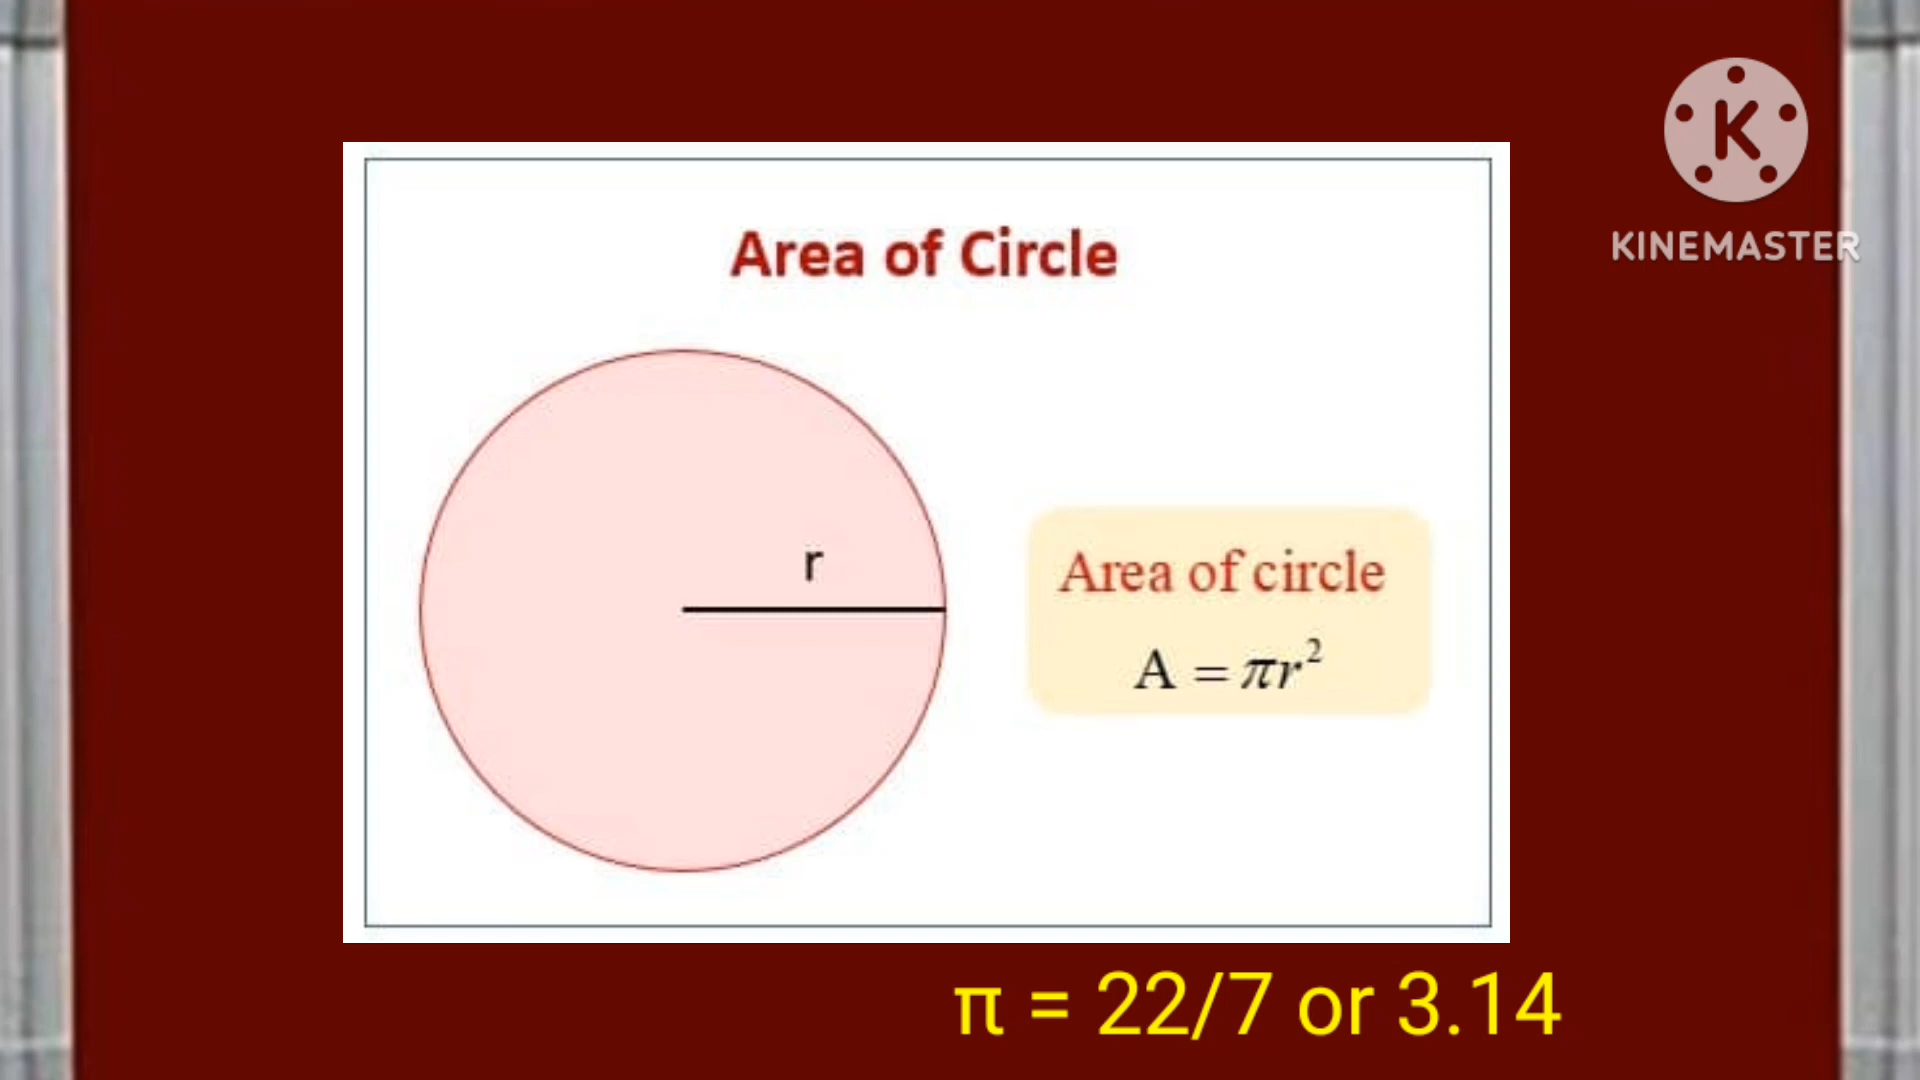 K
KINEMASTER
Area of Circle
r
Area of circle
A = πr²
π = 22/7 or 3.14